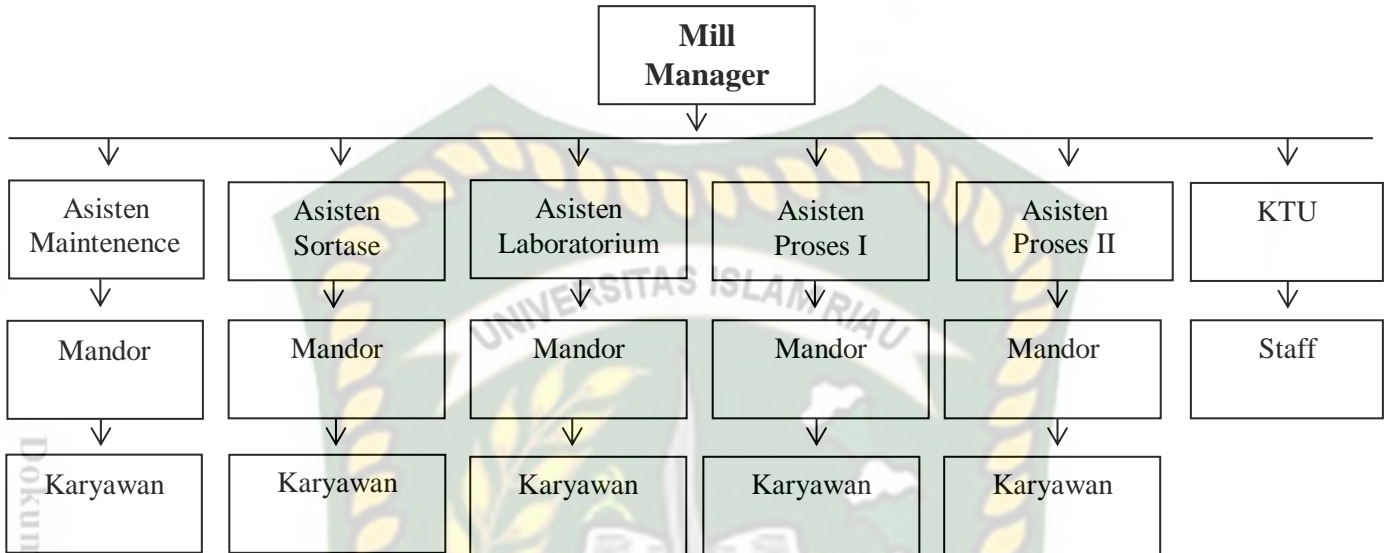 Mill
Manager
Asisten
Maintenence
Asisten
Sortase
Asisten
Laboratorium
Asisten
Proses I
Asisten
Proses II
KTU
UNIVERSITAS ISLAM RIAU
Mandor
Mandor
Mandor
Mandor
Mandor
Staff
Karyawan
Karyawan
Karyawan
Karyawan
Karyawan
Dokum